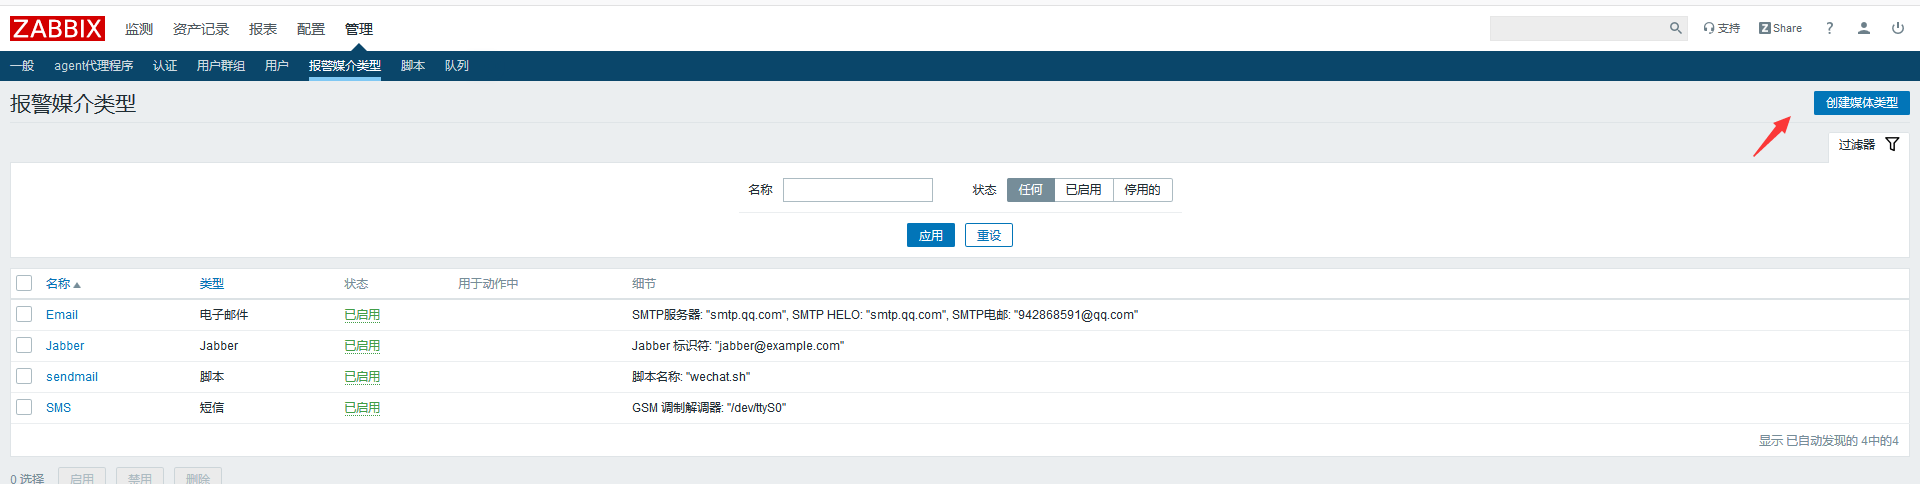 ZABBIX 监测 资产记录 报表 配置 管理 支持 Z Share ?
一般 agent代理程序 认证 用户群组 用户 报警媒介类型 脚本 队列
报警媒介类型 创建媒体类型
过滤器
名称 状态 任何 已启用 停用的
应用 重设
名称 类型 状态 用于动作中 细节
Email 电子邮件 已启用 SMTP服务器: "smtp.qq.com", SMTP HELO: "smtp.qq.com", SMTP电邮: "942868591@qq.com"
Jabber Jabber 已启用 Jabber 标识符: "jabber@example.com"
sendmail 脚本 已启用 脚本名称: "wechat.sh"
SMS 短信 已启用 GSM 调制解调器: "/dev/ttyS0"
显示 已自动发现的 4中的4
0 选择 启用 禁用 删除